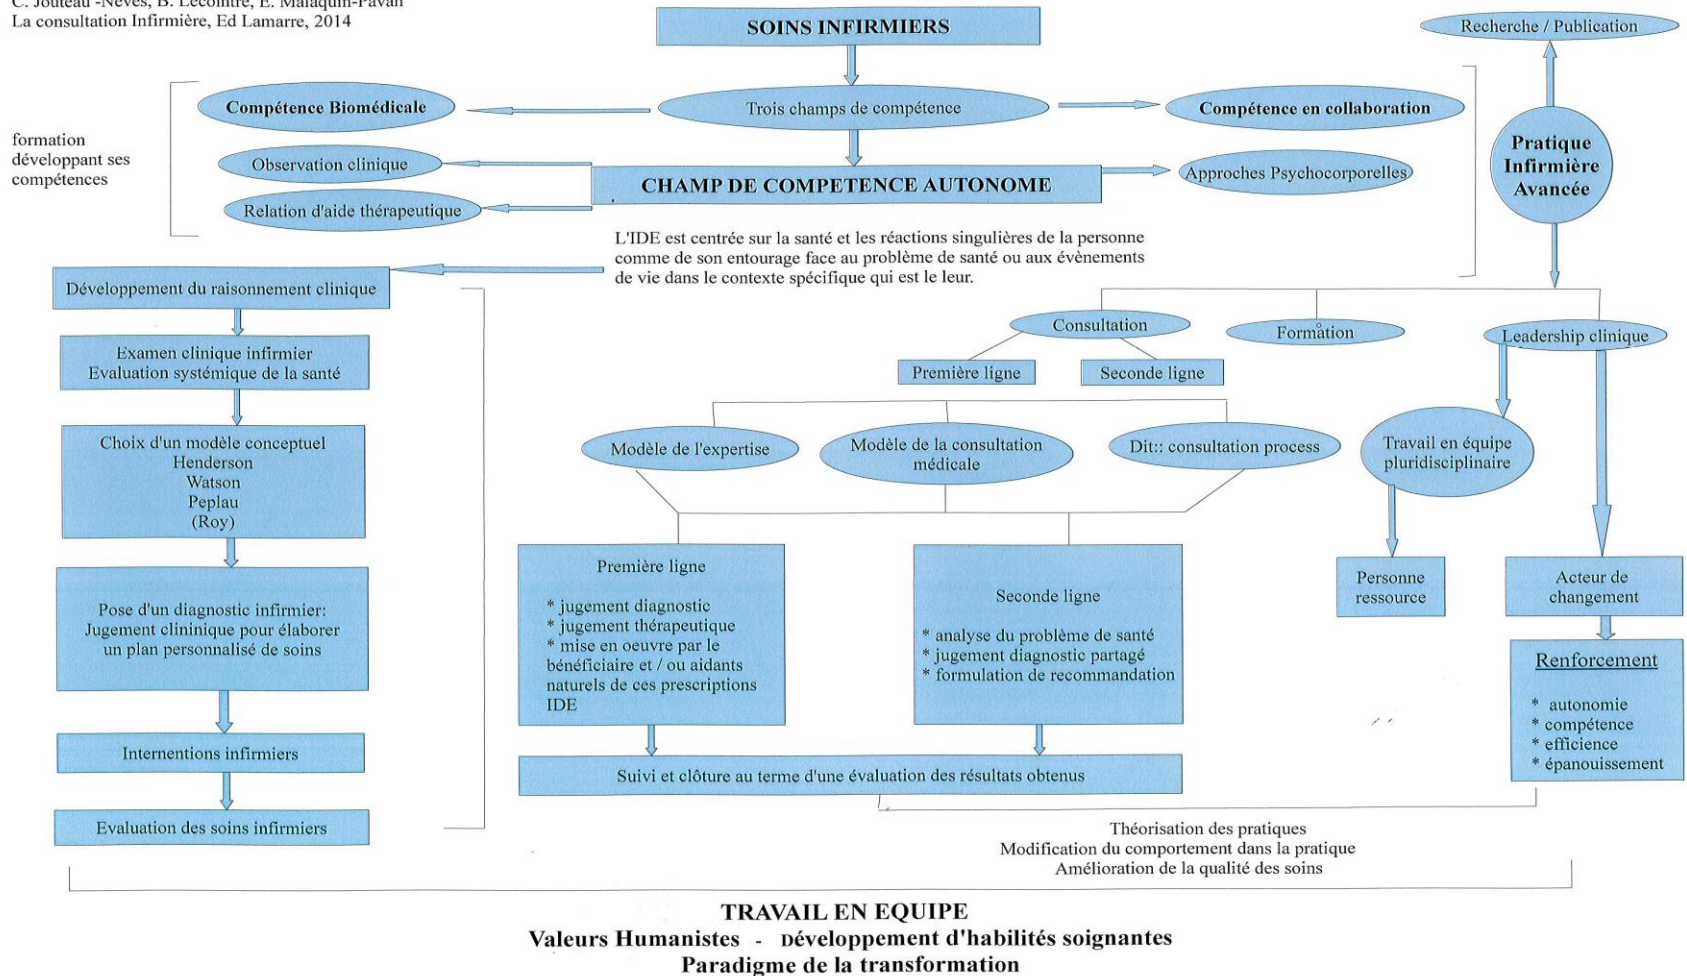 C. Jouteau -Neves, B. Lecointre, E. Malaquin-Pavan
La consultation Infirmière, Ed Lamarre, 2014
SOINS INFIRMIERS
Recherche / Publication
Compétence Biomédicale
Trois champs de compétence
Compétence en collaboration
formation
développant ses
compétences
Pratique
Infirmière
Avancée
Observation clinique
CHAMP DE COMPETENCE AUTONOME
Approches Psychocorporelles
Relation d'aide thérapeutique
L'IDE est centrée sur la santé et les réactions singulières de la personne
comme de son entourage face au problème de santé ou aux évènements
de vie dans le contexte spécifique qui est le leur.
Développement du raisonnement clinique
Examen clinique infirmier
Evaluation systémique de la santé
Choix d'un modèle conceptuel
Henderson
Watson
Peplau
(Roy)
Pose d'un diagnostic infirmier:
Jugement clininique pour élaborer
un plan personnalisé de soins
Internentions infirmiers
Evaluation des soins infirmiers
Consultation
Formation
Leadership clinique
Première ligne
Seconde ligne
Modèle de l'expertise
Modèle de la consultation
médicale
Dit:: consultation process
Travail en équipe
pluridisciplinaire
Première ligne
* jugement diagnostic
* jugement thérapeutique
* mise en oeuvre par le
bénéficiaire et / ou aidants
naturels de ces prescriptions
IDE
Seconde ligne
* analyse du problème de santé
* jugement diagnostic partagé
* formulation de recommandation
Personne
ressource
Acteur de
changement
Renforcement
* autonomie
* compétence
* efficience
* épanouissement
Suivi et clôture au terme d'une évaluation des résultats obtenus
Théorisation des pratiques
Modification du comportement dans la pratique
Amélioration de la qualité des soins
TRAVAIL EN EQUIPE
Valeurs Humanistes - Développement d'habilités soignantes
Paradigme de la transformation